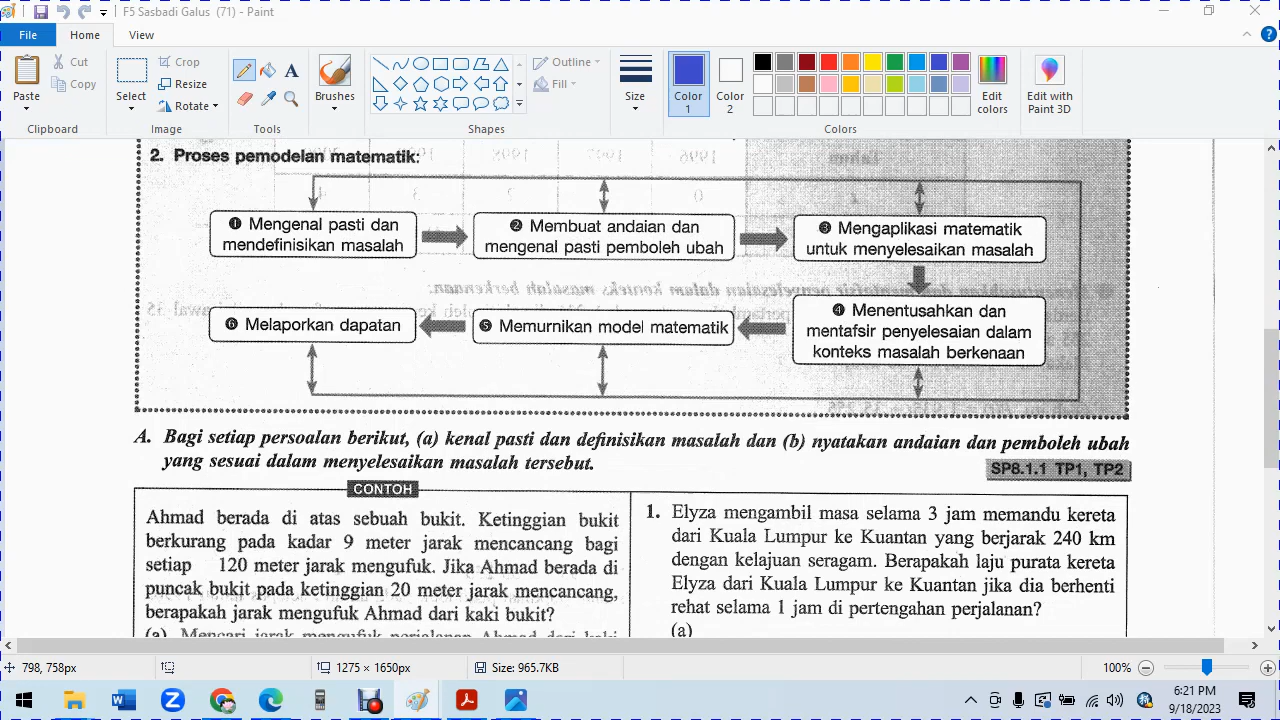 F5 Sasbadi Galus (71) - Paint
File Home View
Paste Cut Copy Select Crop Resize Rotate Brushes Outline Fill Size Color 1 Color 2 Edit colors Edit with Paint 3D
Clipboard Image Tools Shapes Colors
2. Proses pemodelan matematik:
❶ Mengenal pasti dan
mendefinisikan masalah
❷ Membuat andaian dan
mengenal pasti pemboleh ubah
❸ Mengaplikasi matematik
untuk menyelesaikan masalah
❹ Menentusahkan dan
mentafsir penyelesaian dalam
konteks masalah berkenaan
❺ Memurnikan model matematik
❻ Melaporkan dapatan
A. Bagi setiap persoalan berikut, (a) kenal pasti dan definisikan masalah dan (b) nyatakan andaian dan pemboleh ubah
yang sesuai dalam menyelesaikan masalah tersebut.
SP8.1.1 TP1, TP2
CONTOH
Ahmad berada di atas sebuah bukit. Ketinggian bukit
berkurang pada kadar 9 meter jarak mencancang bagi
setiap 120 meter jarak mengufuk. Jika Ahmad berada di
puncak bukit pada ketinggian 20 meter jarak mencancang,
berapakah jarak mengufuk Ahmad dari kaki bukit?
(a) Mencari jarak mengufuk perjalanan Ahmad dari kaki
1. Elyza mengambil masa selama 3 jam memandu kereta
dari Kuala Lumpur ke Kuantan yang berjarak 240 km
dengan kelajuan seragam. Berapakah laju purata kereta
Elyza dari Kuala Lumpur ke Kuantan jika dia berhenti
rehat selama 1 jam di pertengahan perjalanan?
(a)
798, 758px 1275 × 1650px Size: 965.7KB 100%
6:21 PM
9/18/2023